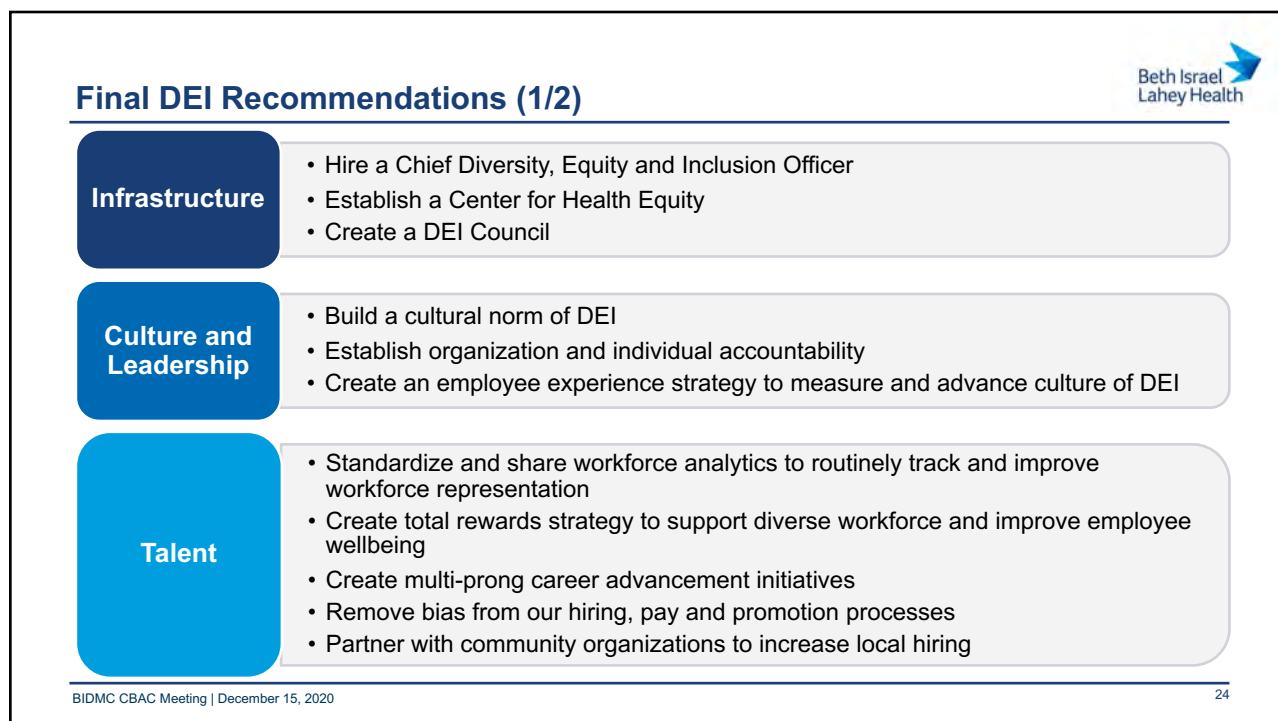 Final DEI Recommendations (1/2)
Beth Israel
Lahey Health
Infrastructure
• Hire a Chief Diversity, Equity and Inclusion Officer
• Establish a Center for Health Equity
• Create a DEI Council
Culture and
Leadership
• Build a cultural norm of DEI
• Establish organization and individual accountability
• Create an employee experience strategy to measure and advance culture of DEI
Talent
• Standardize and share workforce analytics to routinely track and improve
workforce representation
• Create total rewards strategy to support diverse workforce and improve employee
wellbeing
• Create multi-prong career advancement initiatives
• Remove bias from our hiring, pay and promotion processes
• Partner with community organizations to increase local hiring
BIDMC CBAC Meeting | December 15, 2020
24